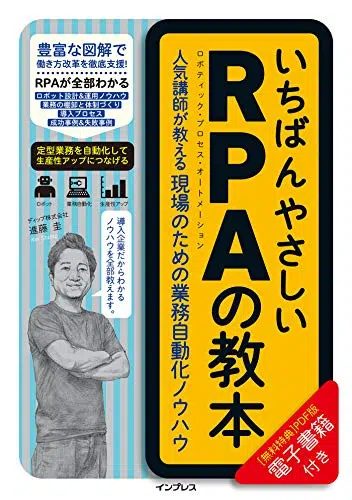 豊富な図解で
働き方改革を徹底支援!
RPAが全部わかる
ロボット設計&運用ノウハウ
業務の棚卸と体制づくり
導入プロセス
成功事例&失敗事例
定型業務を自動化して
生産性アップにつなげる
ロボット
業務自動化
生産性アップ
ディップ株式会社
進藤 圭
導入企業だからわかる
ノウハウを全部教えます。
いちばんやさしい
RPAの教本
ロボティック・プロセス・オートメーション
人気講師が教える現場のための業務自動化ノウハウ
[無料特典]PDF版
電子書籍
付き
インプレス